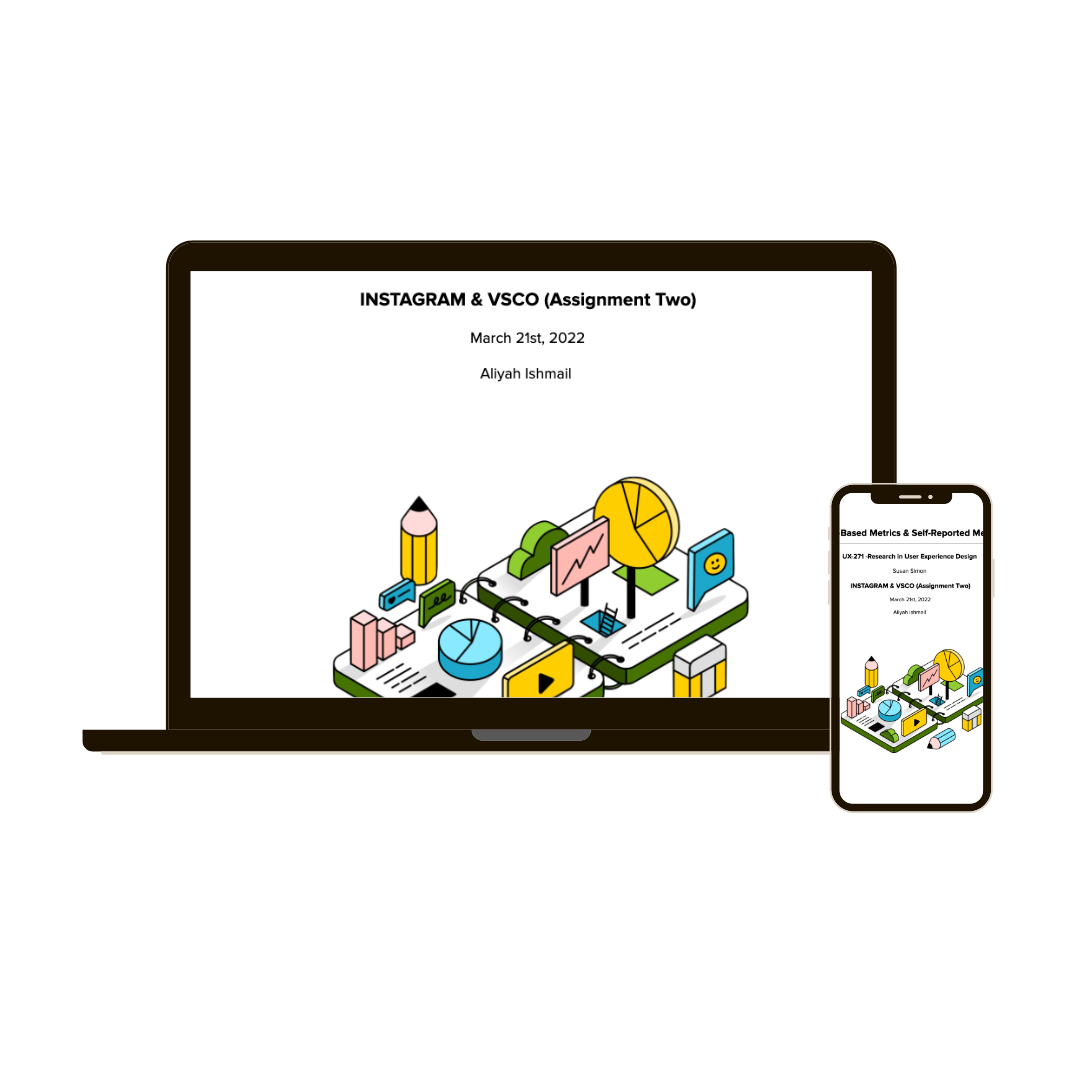 INSTAGRAM & VSCO (Assignment Two)
March 21st, 2022
Aliyah Ishmail
Based Metrics & Self-Reported Me
UX-271 -Research in User Experience Design
Susan Simon
INSTAGRAM & VSCO (Assignment Two)
March 21st, 2022
Aliyah Ishmail